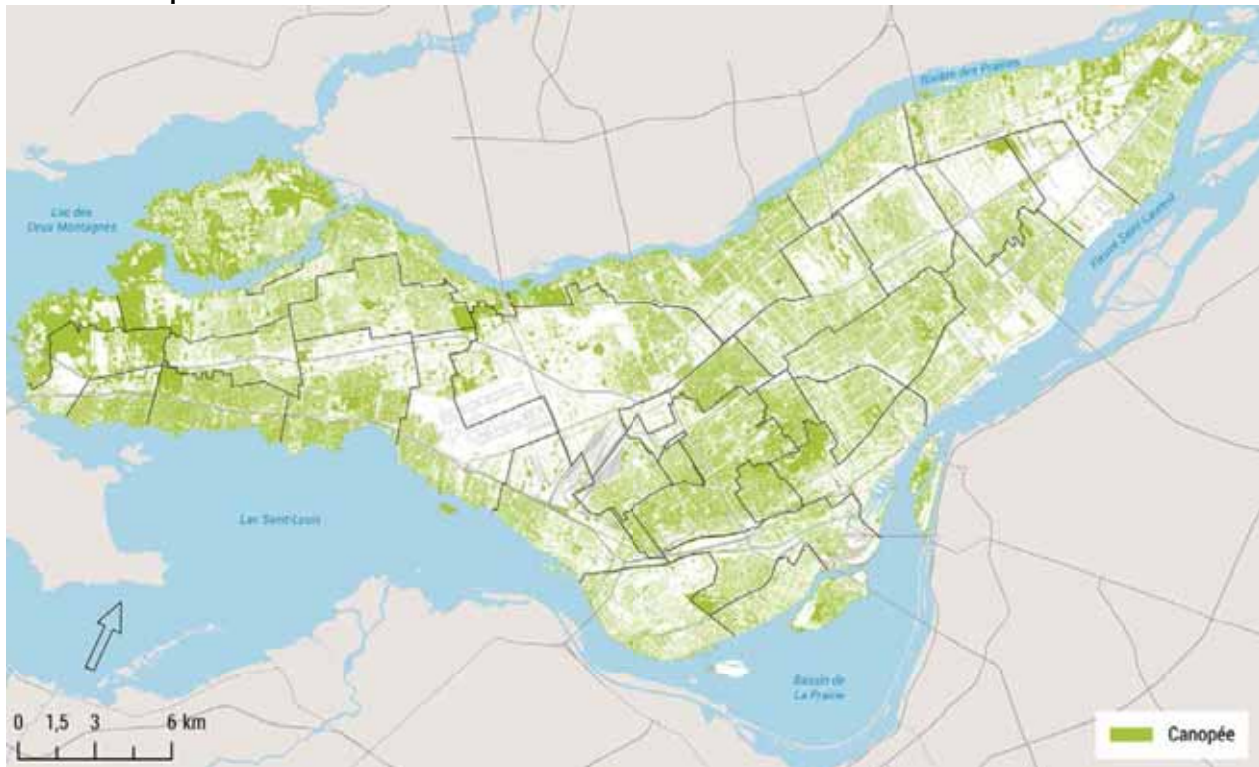 Rivière des Prairies
Lac des
Deux Montagnes
Fleuve Saint-Laurent
Lac Saint-Louis
Bassin de
La Prairie
0 1,5 3 6 km
Canopée